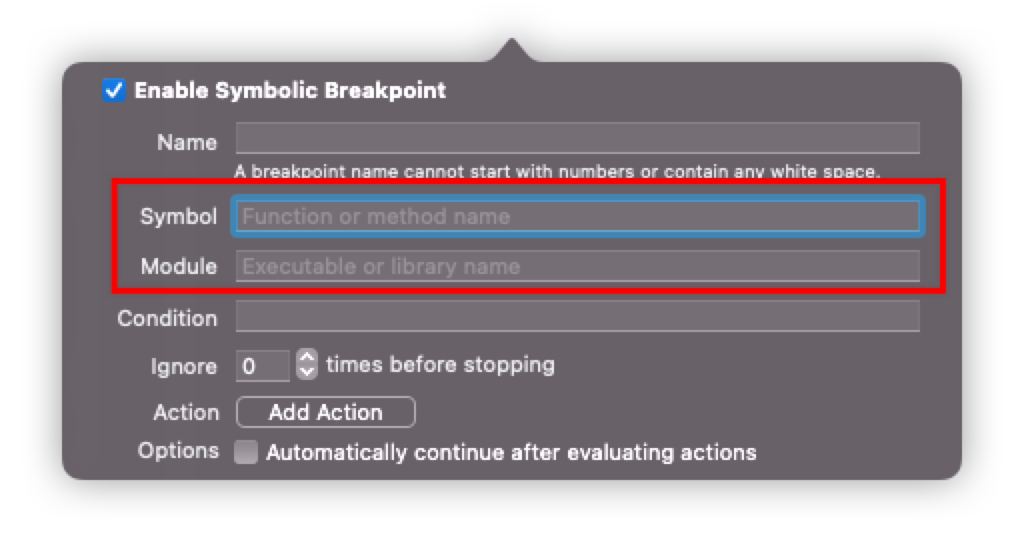 Enable Symbolic Breakpoint
Name
A breakpoint name cannot start with numbers or contain any white space.
Symbol Function or method name
Module Executable or library name
Condition
Ignore 0 times before stopping
Action Add Action
Options Automatically continue after evaluating actions